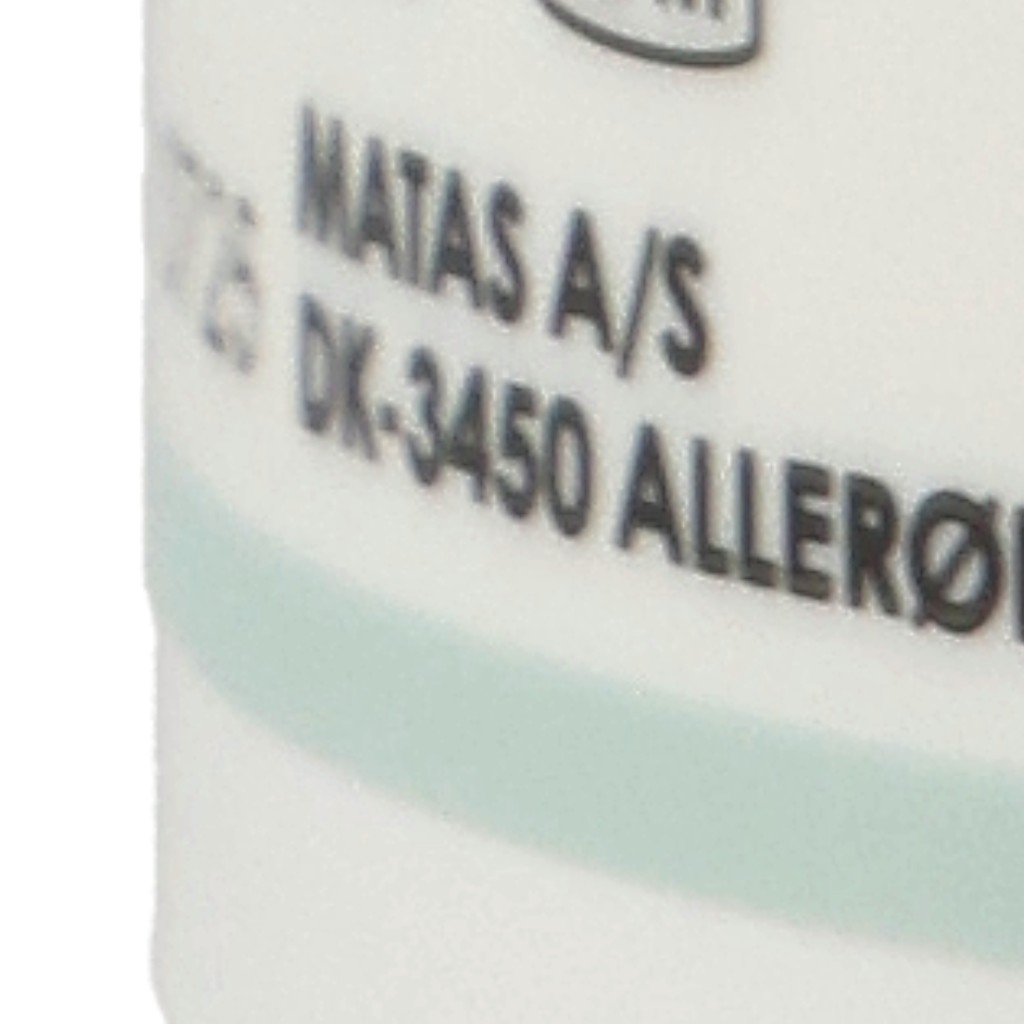 MATAS A/S
DK-3450 ALLERØ